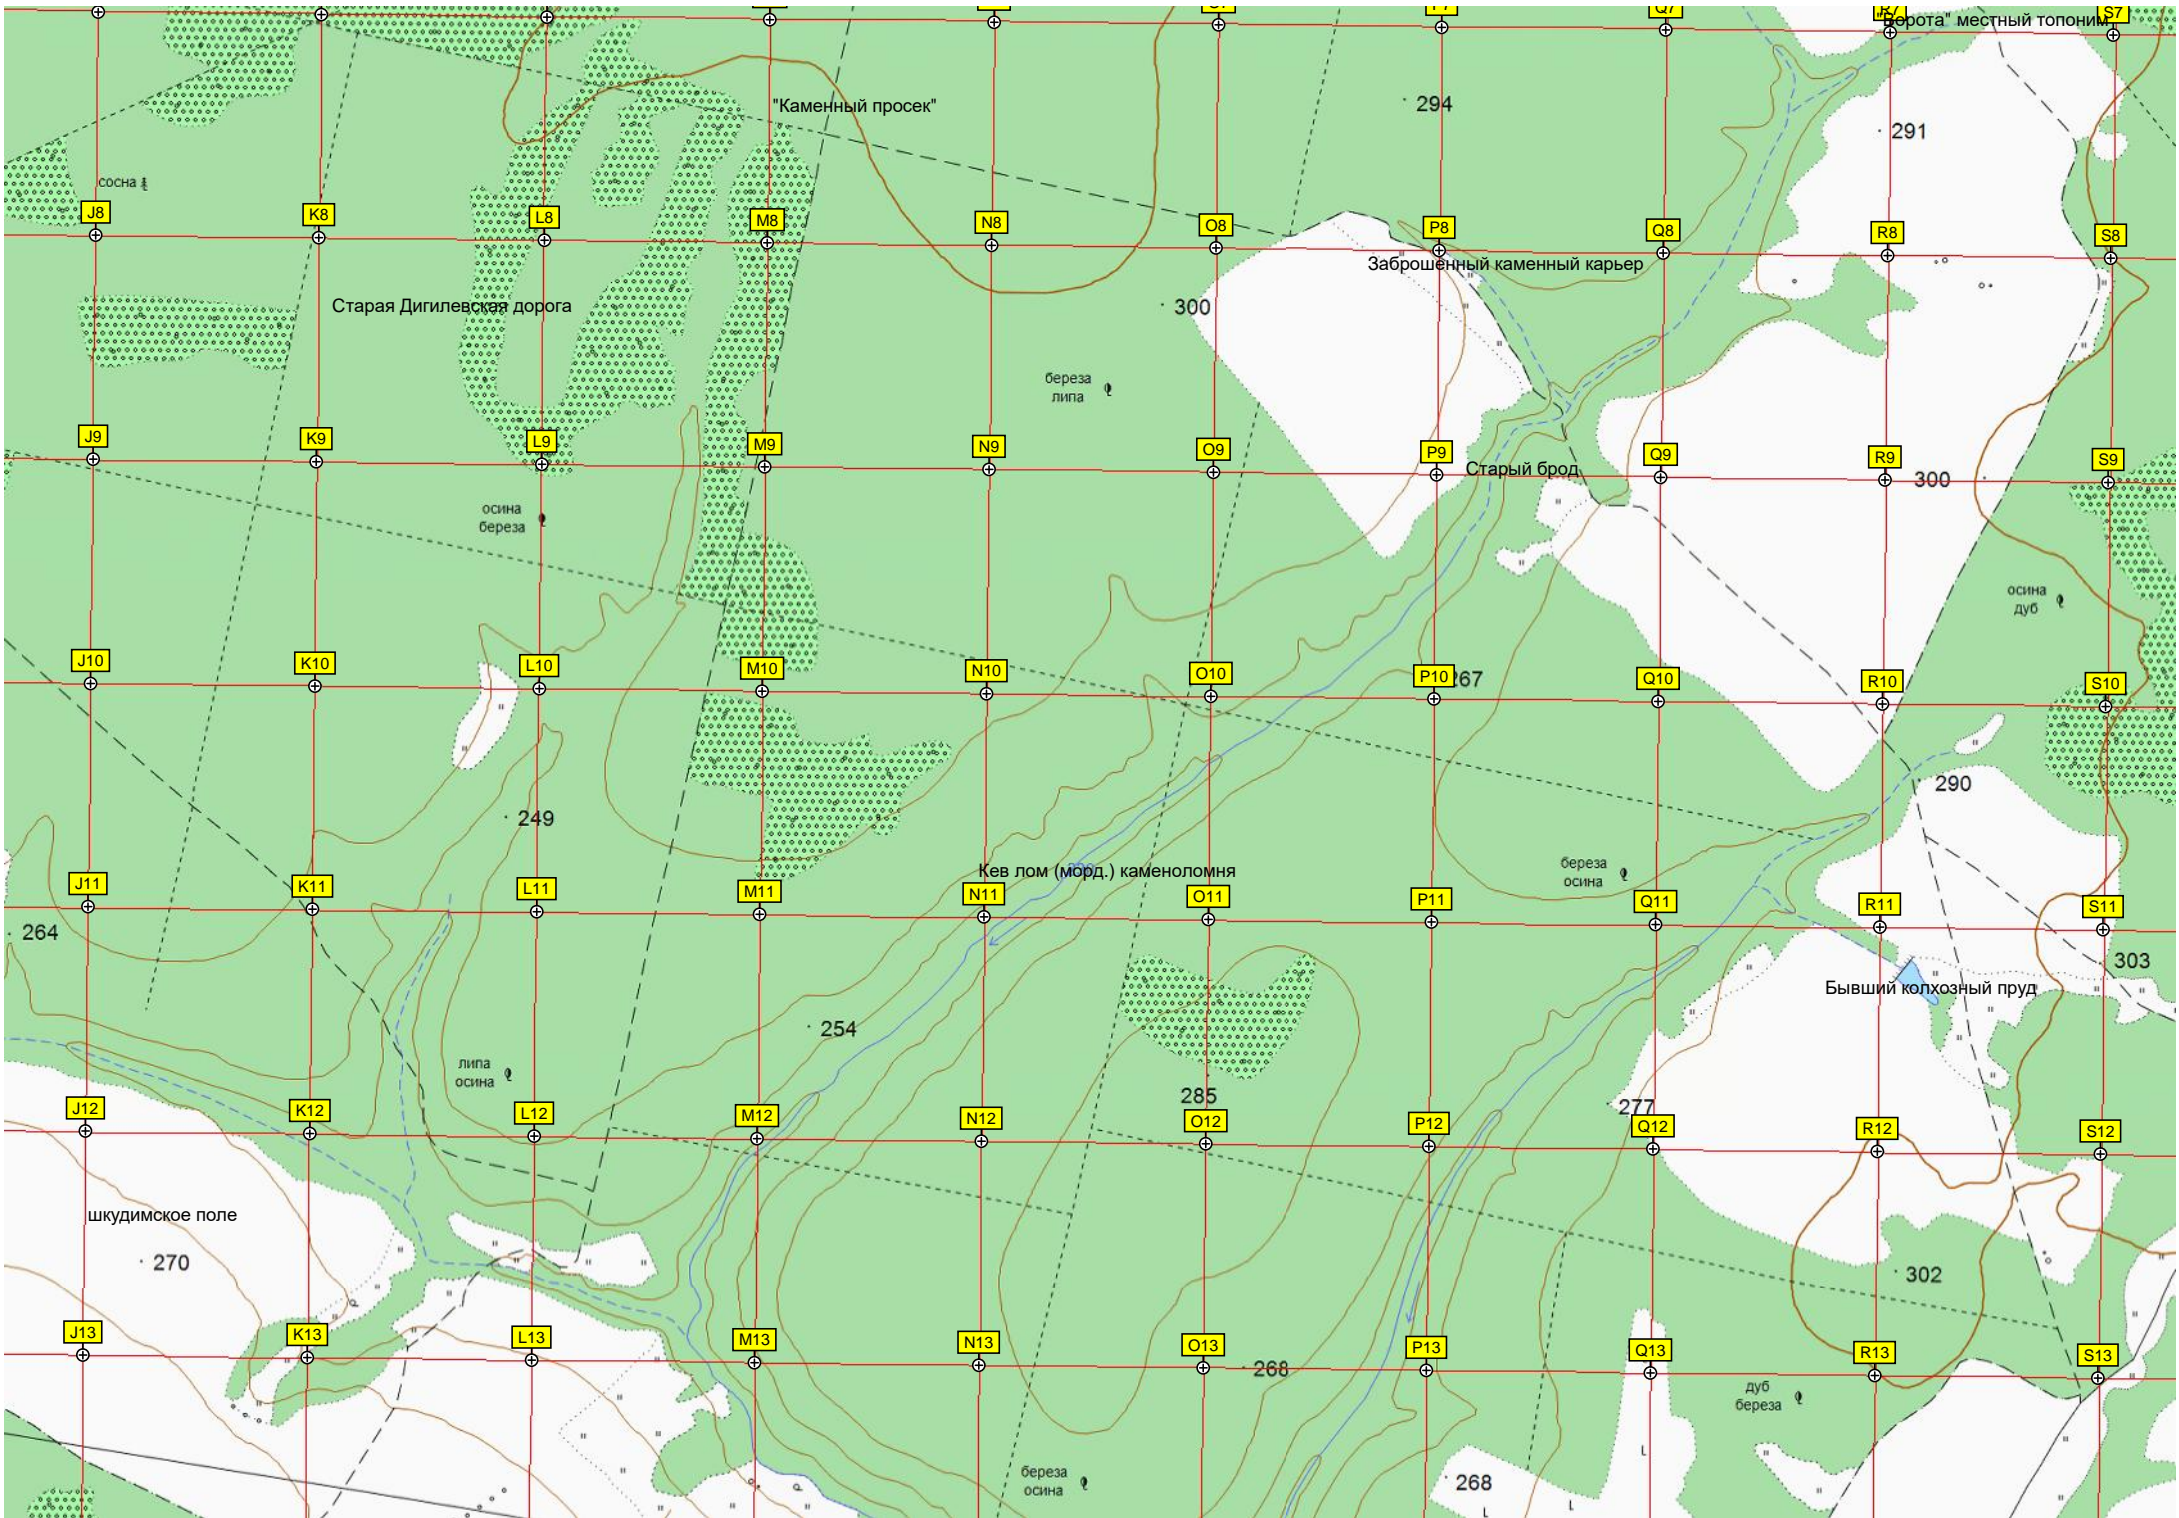 Q7
R7
"Ворота" местный топоним
S7
"Каменный просек"
294
291
сосна
J8
K8
L8
M8
N8
O8
P8
Q8
R8
S8
Заброшенный каменный карьер
Старая Дигилевская дорога
300
береза
липа
J9
K9
L9
M9
N9
O9
P9
Q9
R9
S9
Старый брод
300
осина
береза
осина
дуб
J10
K10
L10
M10
N10
O10
P10
267
Q10
R10
S10
290
249
Кев лом (морд.) каменоломня
береза
осина
J11
K11
L11
M11
N11
O11
P11
Q11
R11
S11
264
303
Бывший колхозный пруд
254
липа
осина
285
277
J12
K12
L12
M12
N12
O12
P12
Q12
R12
S12
шкудимское поле
270
302
J13
K13
L13
M13
N13
O13
268
P13
Q13
R13
S13
дуб
береза
береза
осина
268